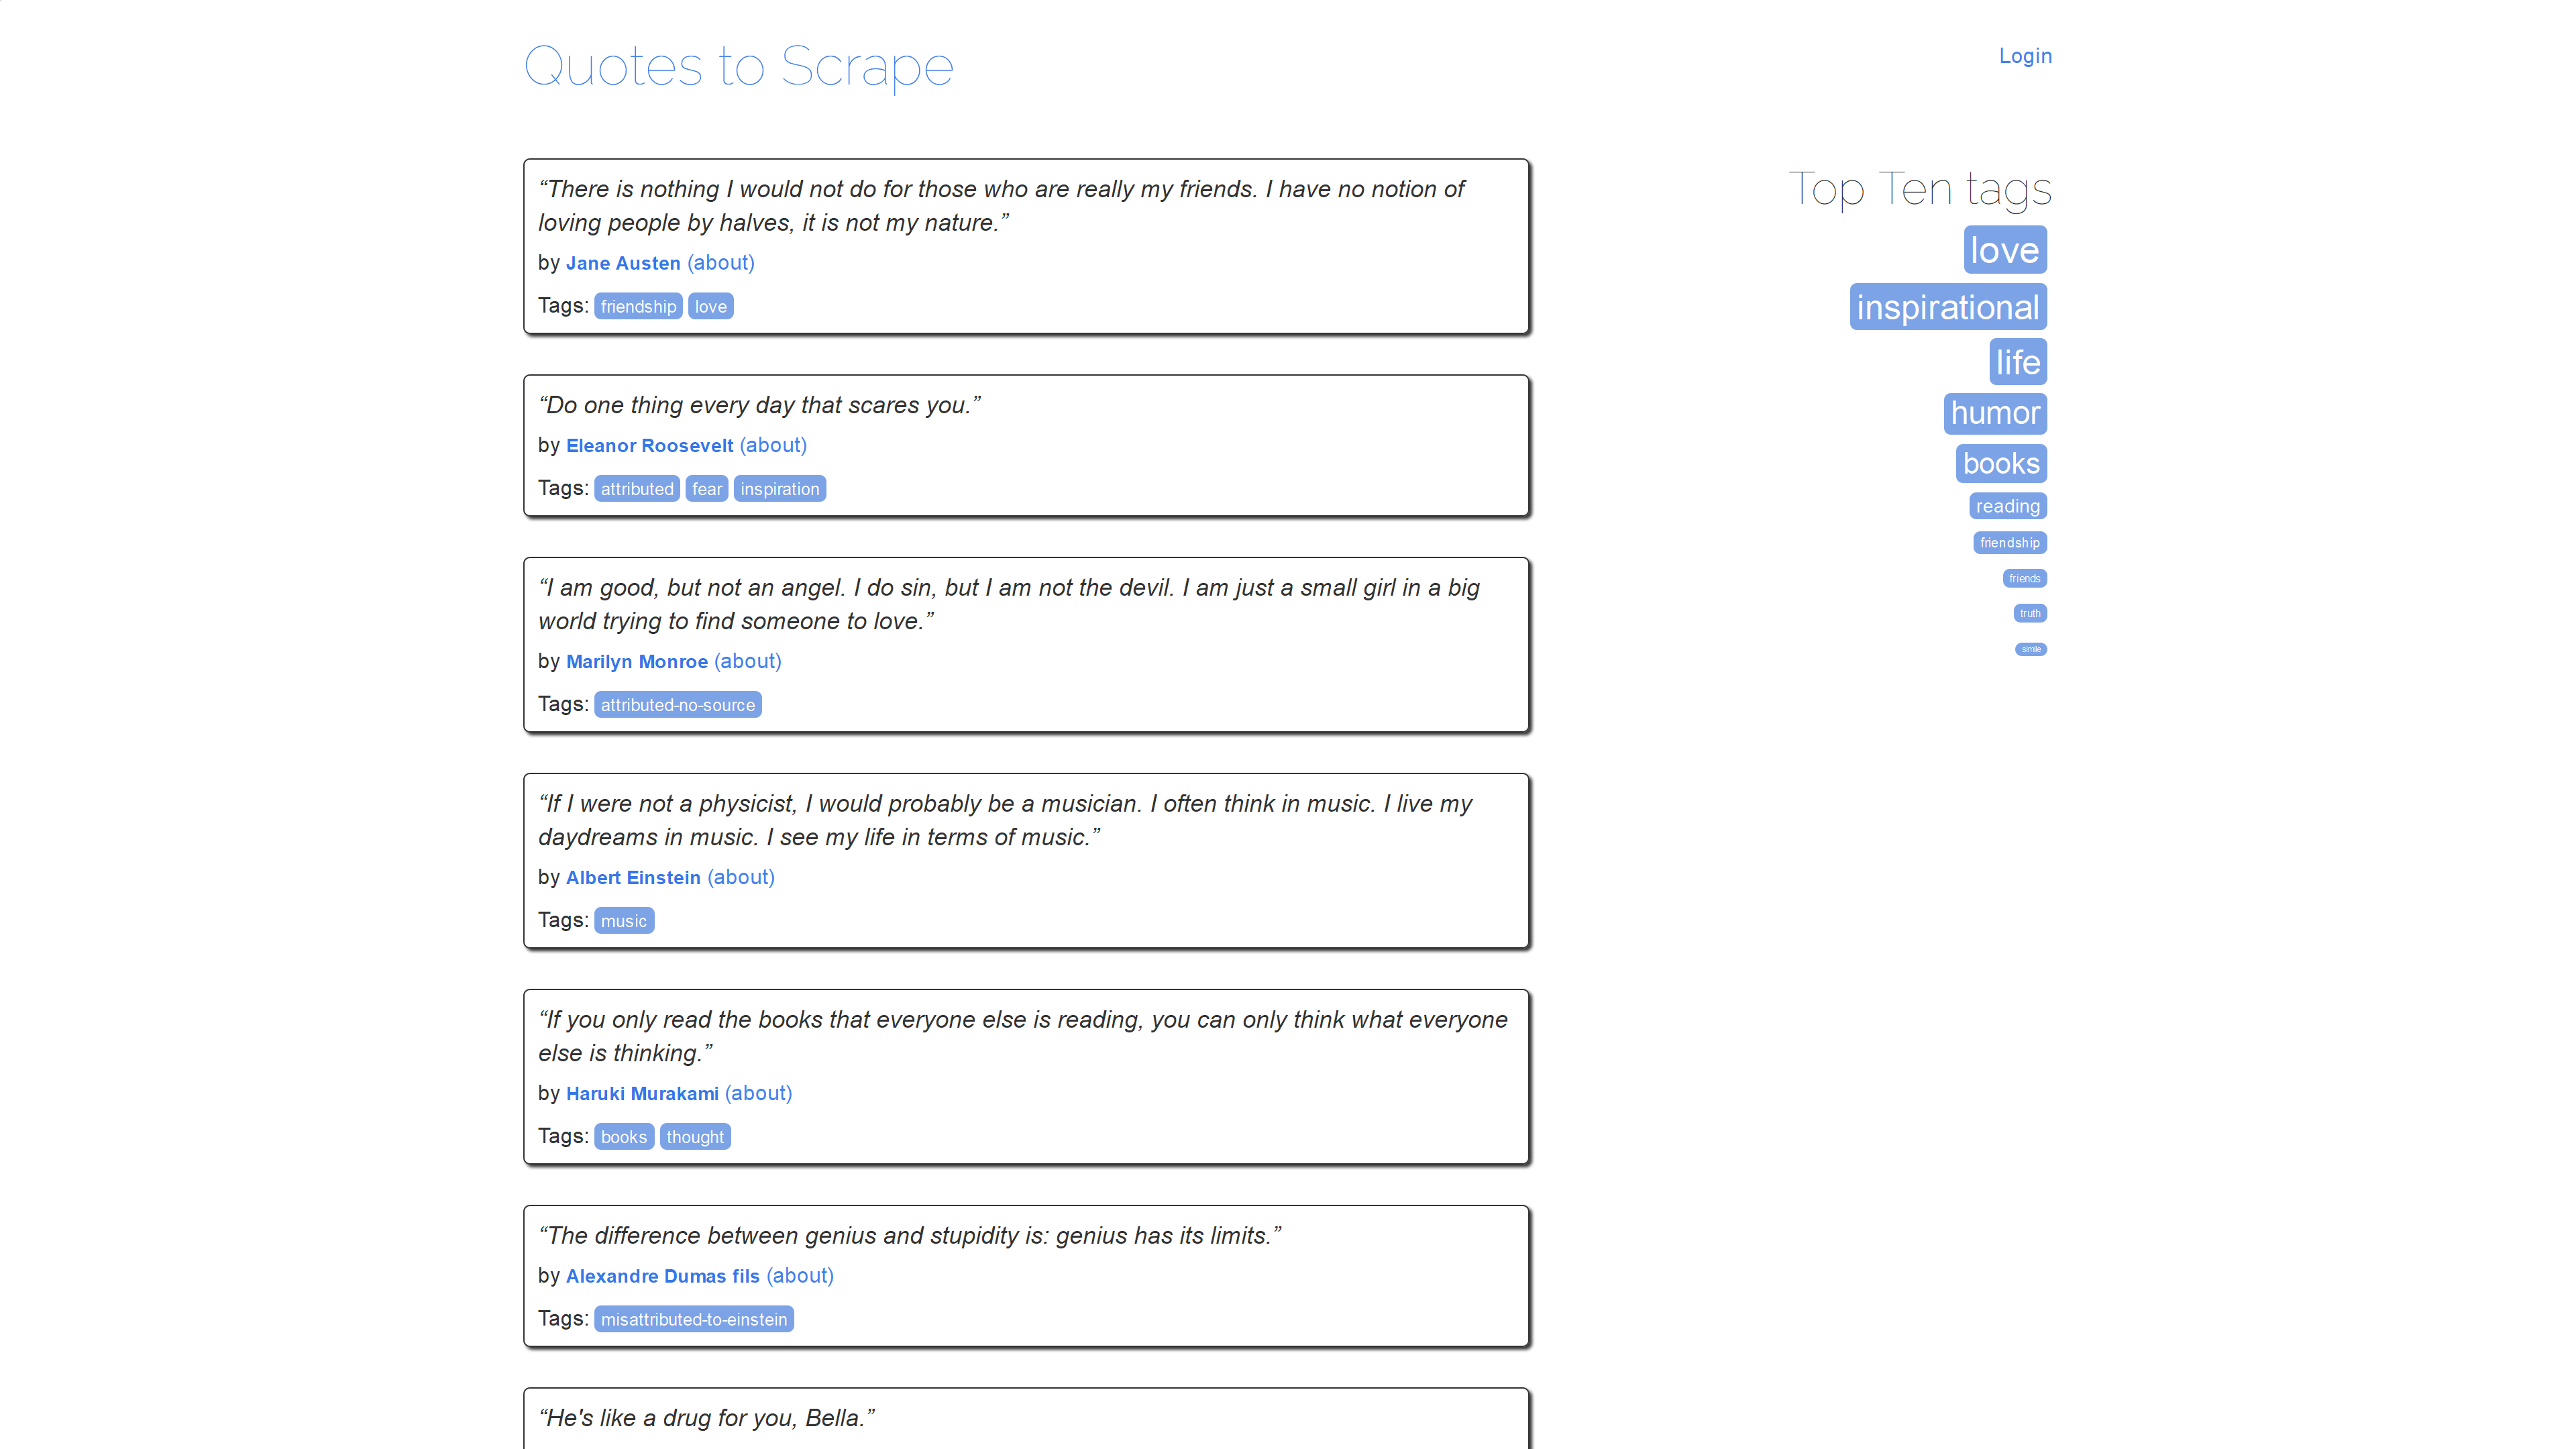 Quotes to Scrape
Login
“There is nothing I would not do for those who are really my friends. I have no notion of
loving people by halves, it is not my nature.”
by Jane Austen (about)
Tags: friendship love
“Do one thing every day that scares you.”
by Eleanor Roosevelt (about)
Tags: attributed fear inspiration
“I am good, but not an angel. I do sin, but I am not the devil. I am just a small girl in a big
world trying to find someone to love.”
by Marilyn Monroe (about)
Tags: attributed-no-source
“If I were not a physicist, I would probably be a musician. I often think in music. I live my
daydreams in music. I see my life in terms of music.”
by Albert Einstein (about)
Tags: music
“If you only read the books that everyone else is reading, you can only think what everyone
else is thinking.”
by Haruki Murakami (about)
Tags: books thought
“The difference between genius and stupidity is: genius has its limits.”
by Alexandre Dumas fils (about)
Tags: misattributed-to-einstein
“He's like a drug for you, Bella.”
Top Ten tags
love
inspirational
life
humor
books
reading
friendship
friends
truth
simile